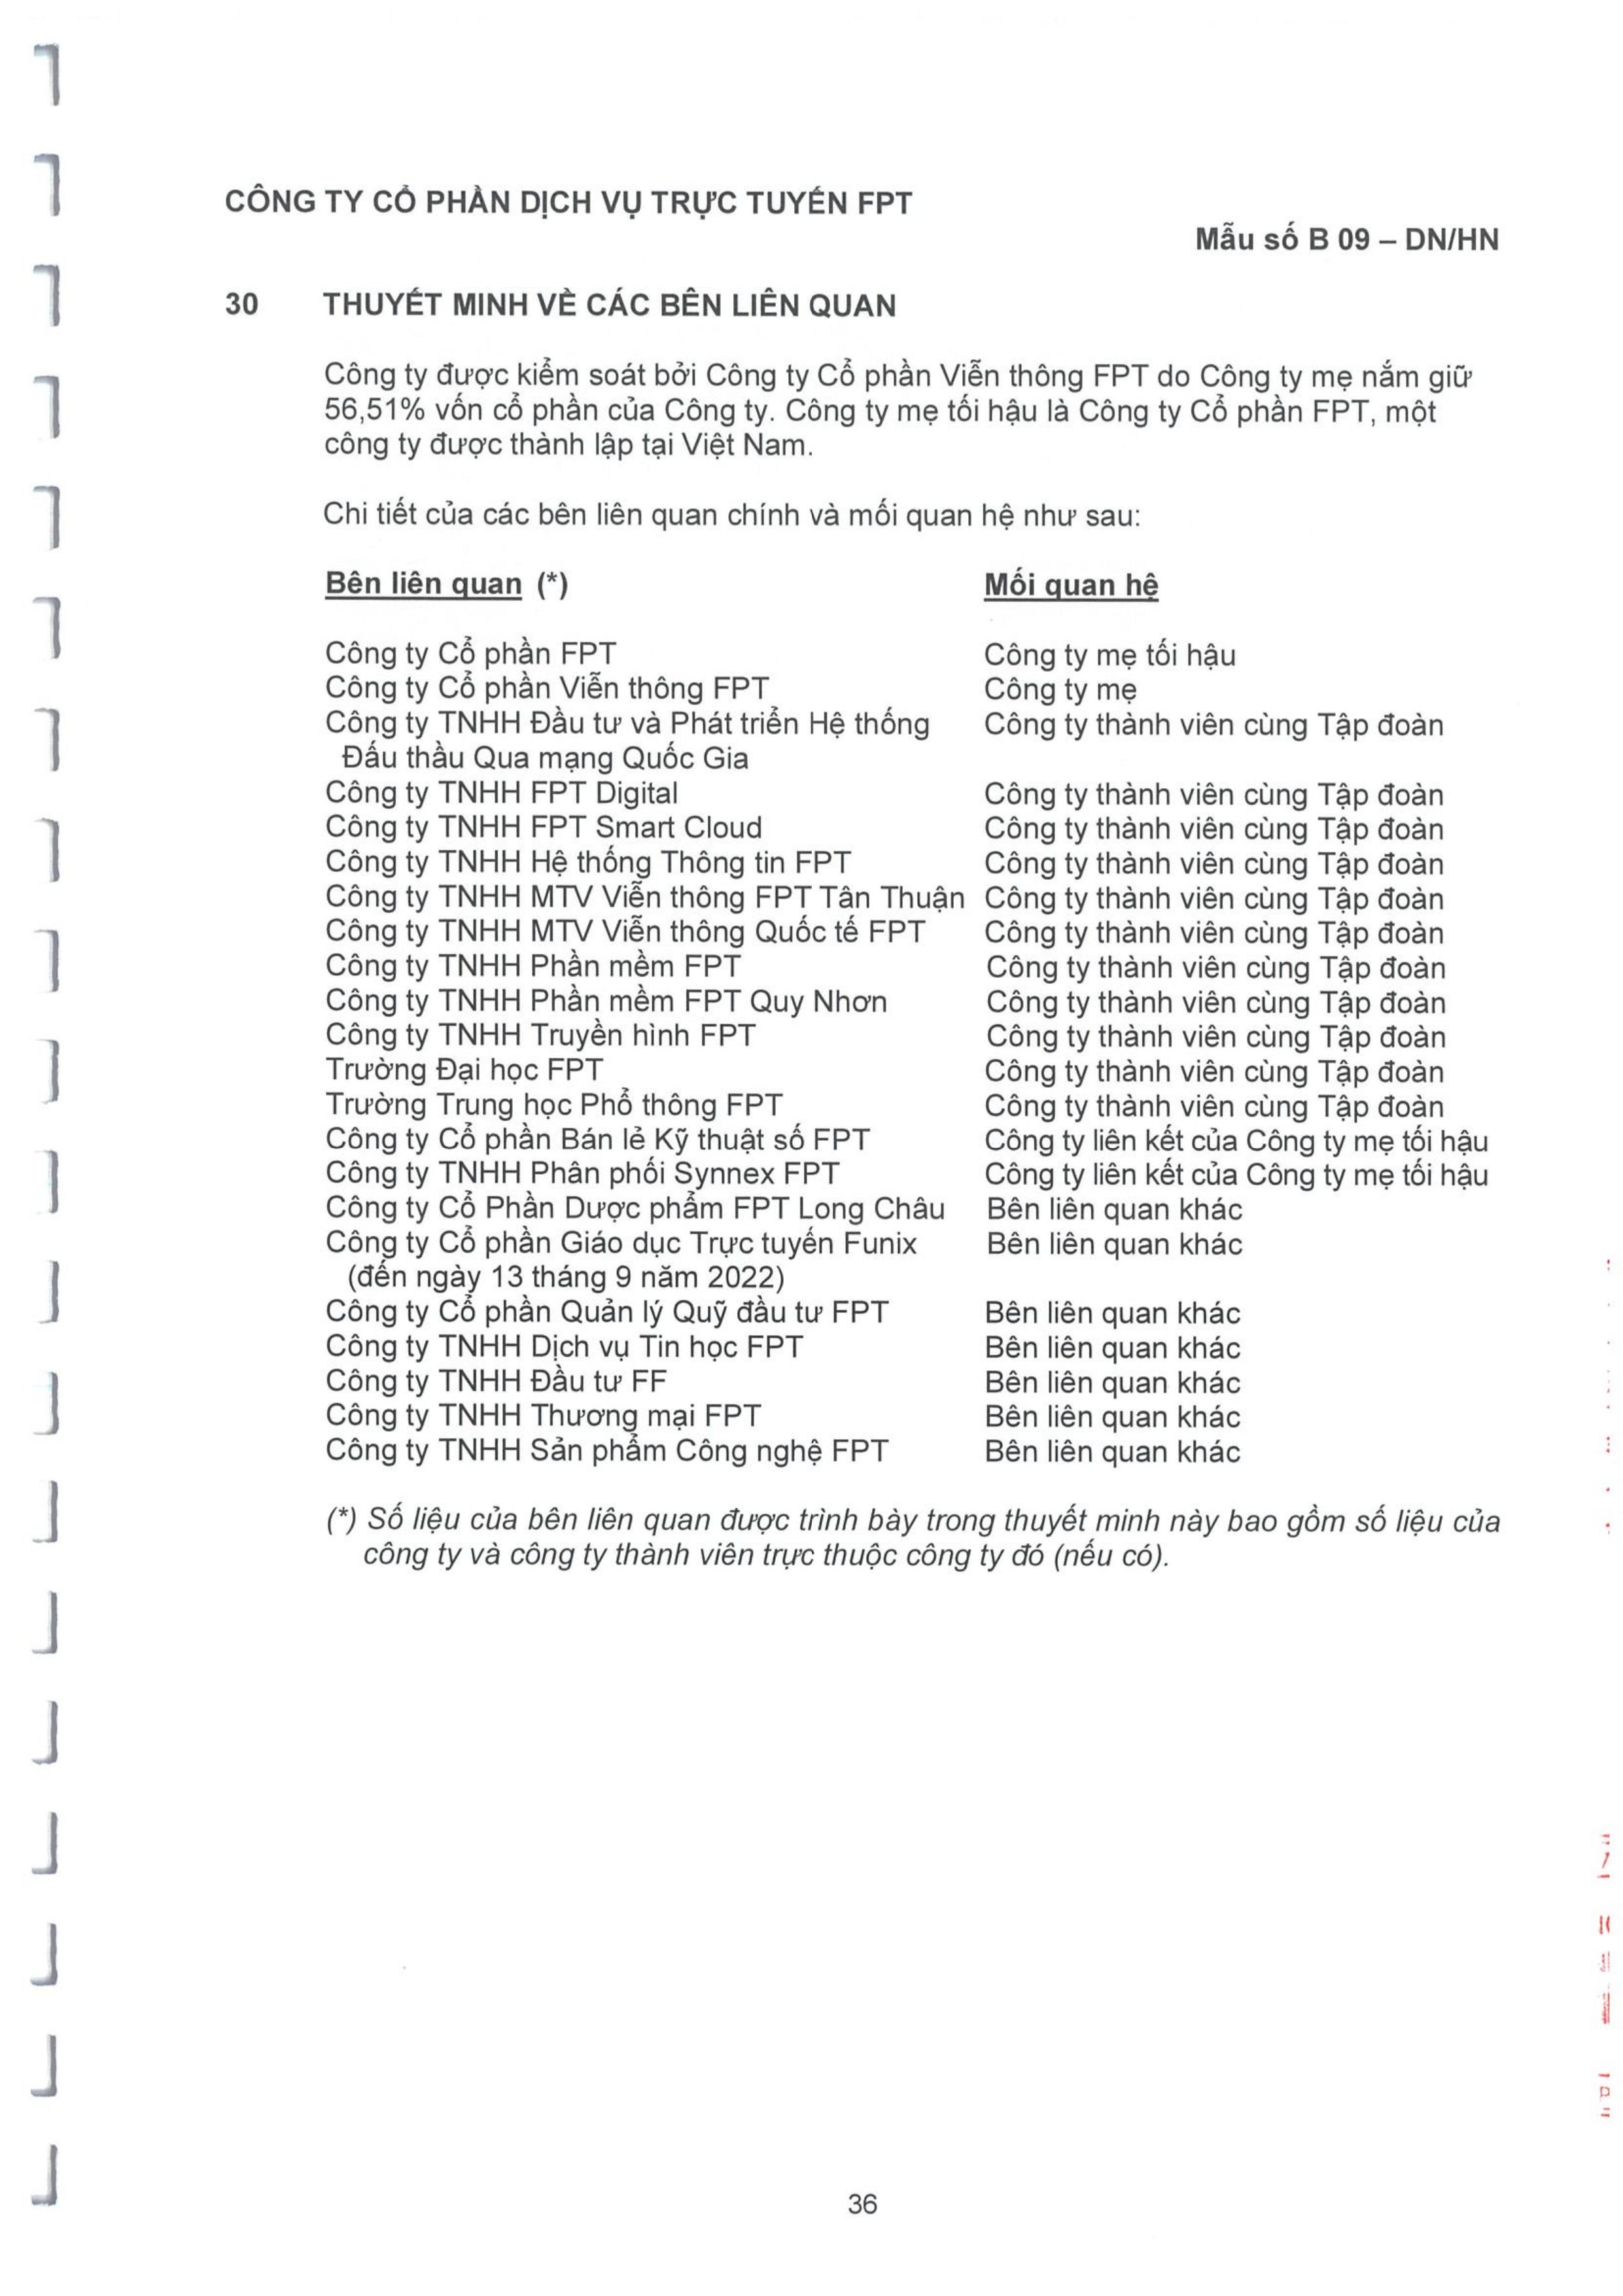 CÔNG TY CỔ PHẦN DỊCH VỤ TRỰC TUYẾN FPT
Mẫu số B 09 – DN/HN
30 THUYẾT MINH VỀ CÁC BÊN LIÊN QUAN
Công ty được kiểm soát bởi Công ty Cổ phần Viễn thông FPT do Công ty mẹ nắm giữ
56,51% vốn cổ phần của Công ty. Công ty mẹ tối hậu là Công ty Cổ phần FPT, một
công ty được thành lập tại Việt Nam.
Chi tiết của các bên liên quan chính và mối quan hệ như sau:
Bên liên quan (*) Mối quan hệ
Công ty Cổ phần FPT Công ty mẹ tối hậu
Công ty Cổ phần Viễn thông FPT Công ty mẹ
Công ty TNHH Đầu tư và Phát triển Hệ thống Công ty thành viên cùng Tập đoàn
Đấu thầu Qua mạng Quốc Gia
Công ty TNHH FPT Digital Công ty thành viên cùng Tập đoàn
Công ty TNHH FPT Smart Cloud Công ty thành viên cùng Tập đoàn
Công ty TNHH Hệ thống Thông tin FPT Công ty thành viên cùng Tập đoàn
Công ty TNHH MTV Viễn thông FPT Tân Thuận Công ty thành viên cùng Tập đoàn
Công ty TNHH MTV Viễn thông Quốc tế FPT Công ty thành viên cùng Tập đoàn
Công ty TNHH Phần mềm FPT Công ty thành viên cùng Tập đoàn
Công ty TNHH Phần mềm FPT Quy Nhơn Công ty thành viên cùng Tập đoàn
Công ty TNHH Truyền hình FPT Công ty thành viên cùng Tập đoàn
Trường Đại học FPT Công ty thành viên cùng Tập đoàn
Trường Trung học Phổ thông FPT Công ty thành viên cùng Tập đoàn
Công ty Cổ phần Bán lẻ Kỹ thuật số FPT Công ty liên kết của Công ty mẹ tối hậu
Công ty TNHH Phân phối Synnex FPT Công ty liên kết của Công ty mẹ tối hậu
Công ty Cổ Phần Dược phẩm FPT Long Châu Bên liên quan khác
Công ty Cổ phần Giáo dục Trực tuyến Funix Bên liên quan khác
(đến ngày 13 tháng 9 năm 2022)
Công ty Cổ phần Quản lý Quỹ đầu tư FPT Bên liên quan khác
Công ty TNHH Dịch vụ Tin học FPT Bên liên quan khác
Công ty TNHH Đầu tư FF Bên liên quan khác
Công ty TNHH Thương mại FPT Bên liên quan khác
Công ty TNHH Sản phẩm Công nghệ FPT Bên liên quan khác
(*) Số liệu của bên liên quan được trình bày trong thuyết minh này bao gồm số liệu của
công ty và công ty thành viên trực thuộc công ty đó (nếu có).
36